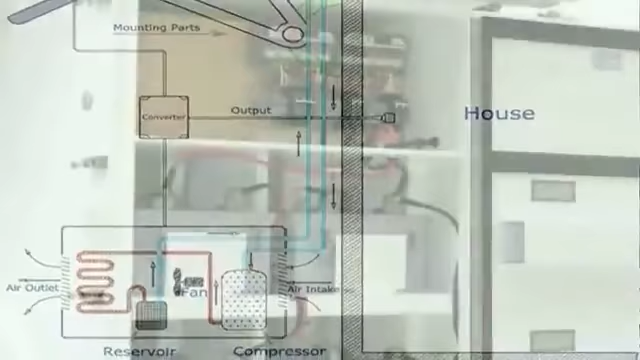 Mounting Parts
Output
Converter
House
Fan
Air Outlet
Air Intake
Reservoir
Compressor